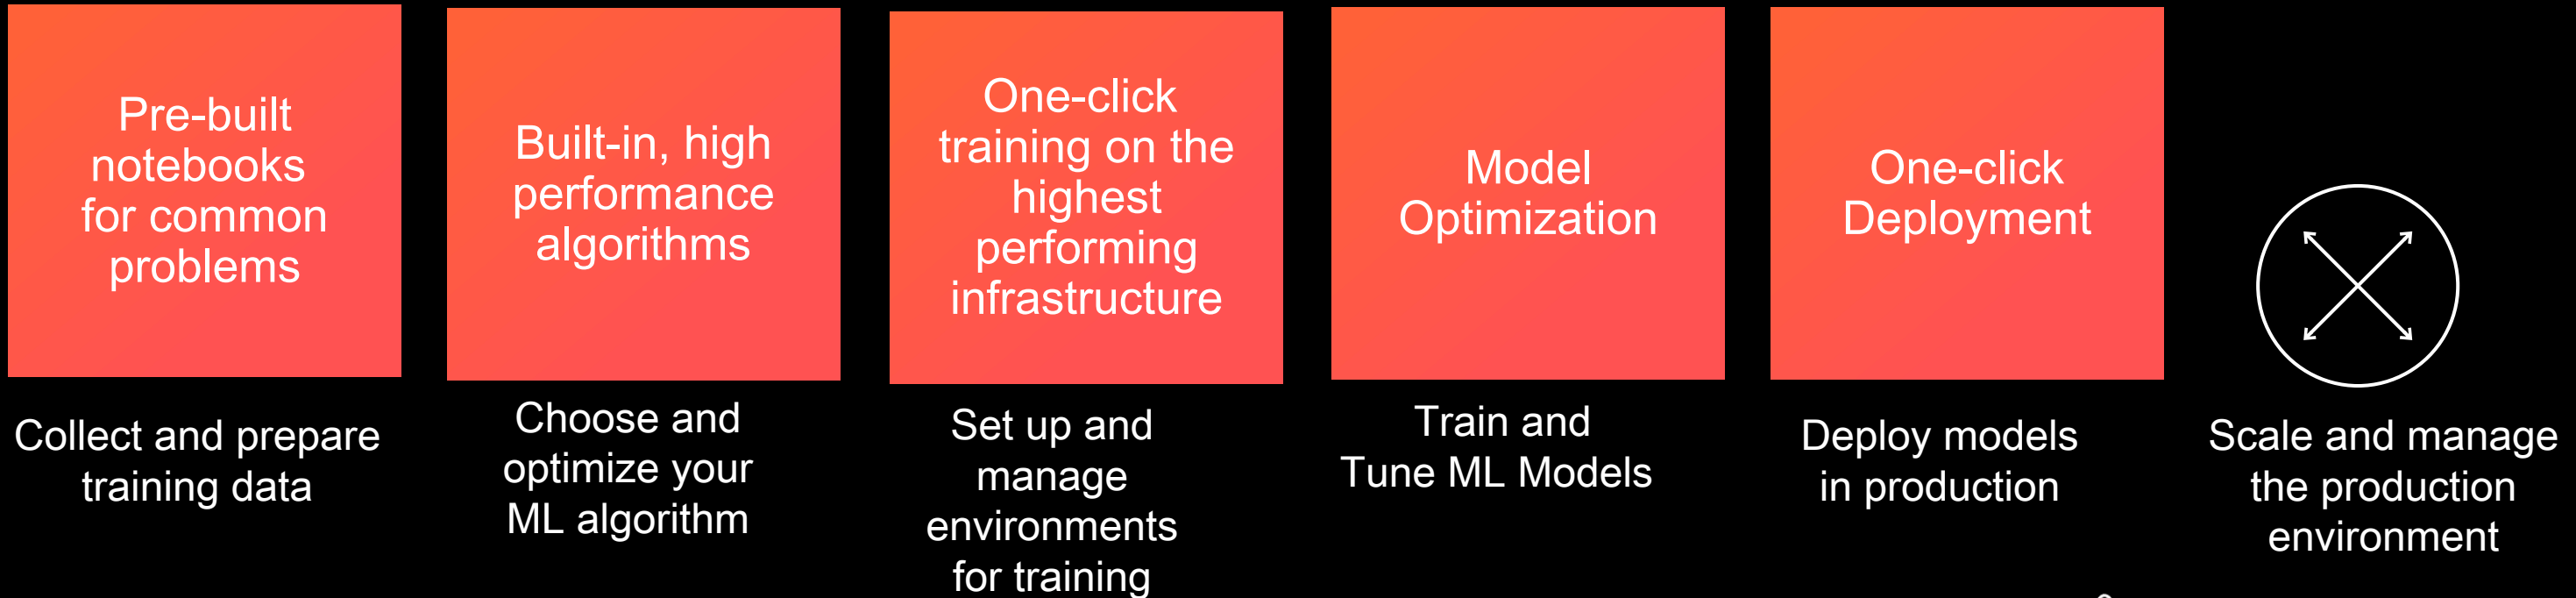 Pre-built
notebooks
for common
problems
Collect and prepare
training data
Built-in, high
performance
algorithms
Choose and
optimize your
ML algorithm
One-click
training on the
highest
performing
infrastructure
Set up and
manage
environments
for training
Model
Optimization
Train and
Tune ML Models
One-click
Deployment
Deploy models
in production
Scale and manage
the production
environment